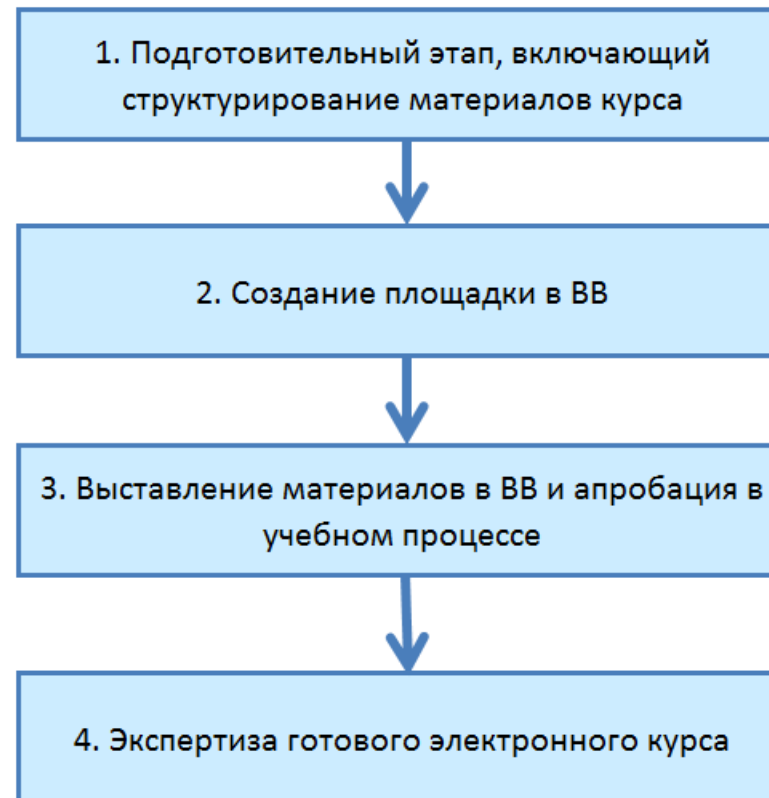 1. Подготовительный этап, включающий
структурирование материалов курса
2. Создание площадки в ВВ
3. Выставление материалов в ВВ и апробация в
учебном процессе
4. Экспертиза готового электронного курса